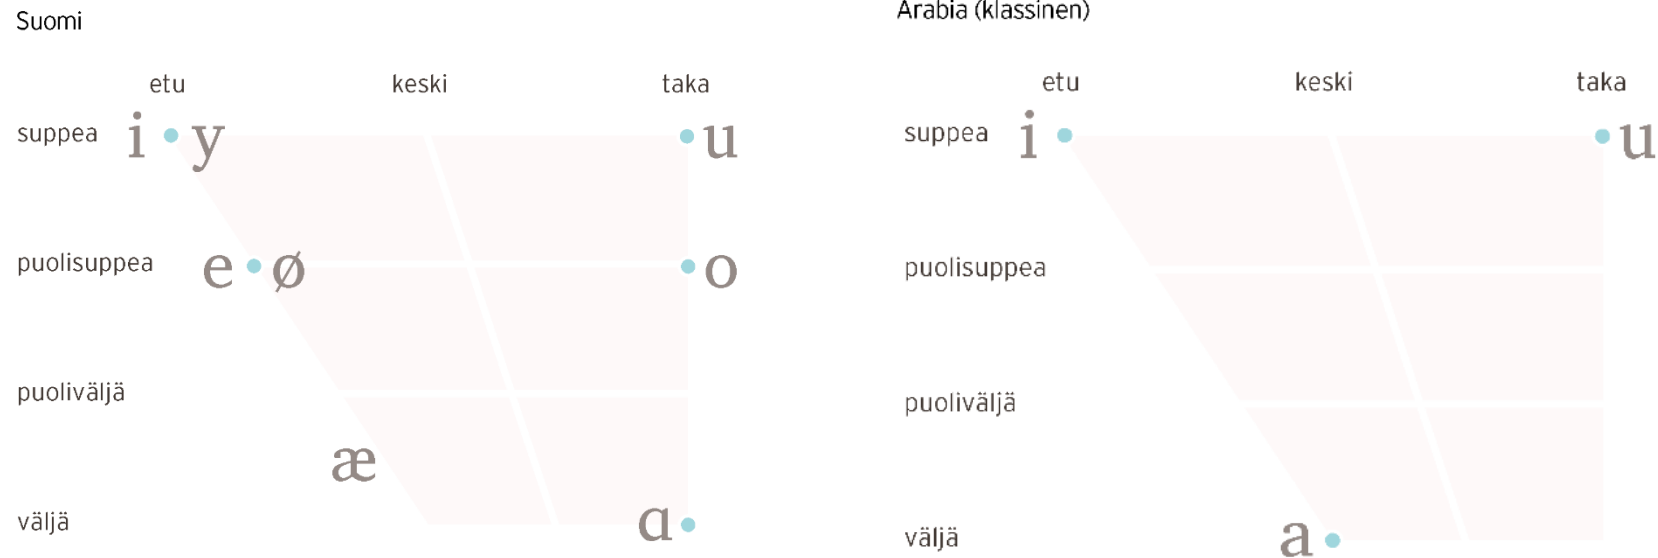 Suomi
etu keski taka
suppea i y u
puolisuppea e ø o
puoliväljä
æ
väljä ɑ
Arabia (klassinen)
etu keski taka
suppea i u
puolisuppea
puoliväljä
väljä a